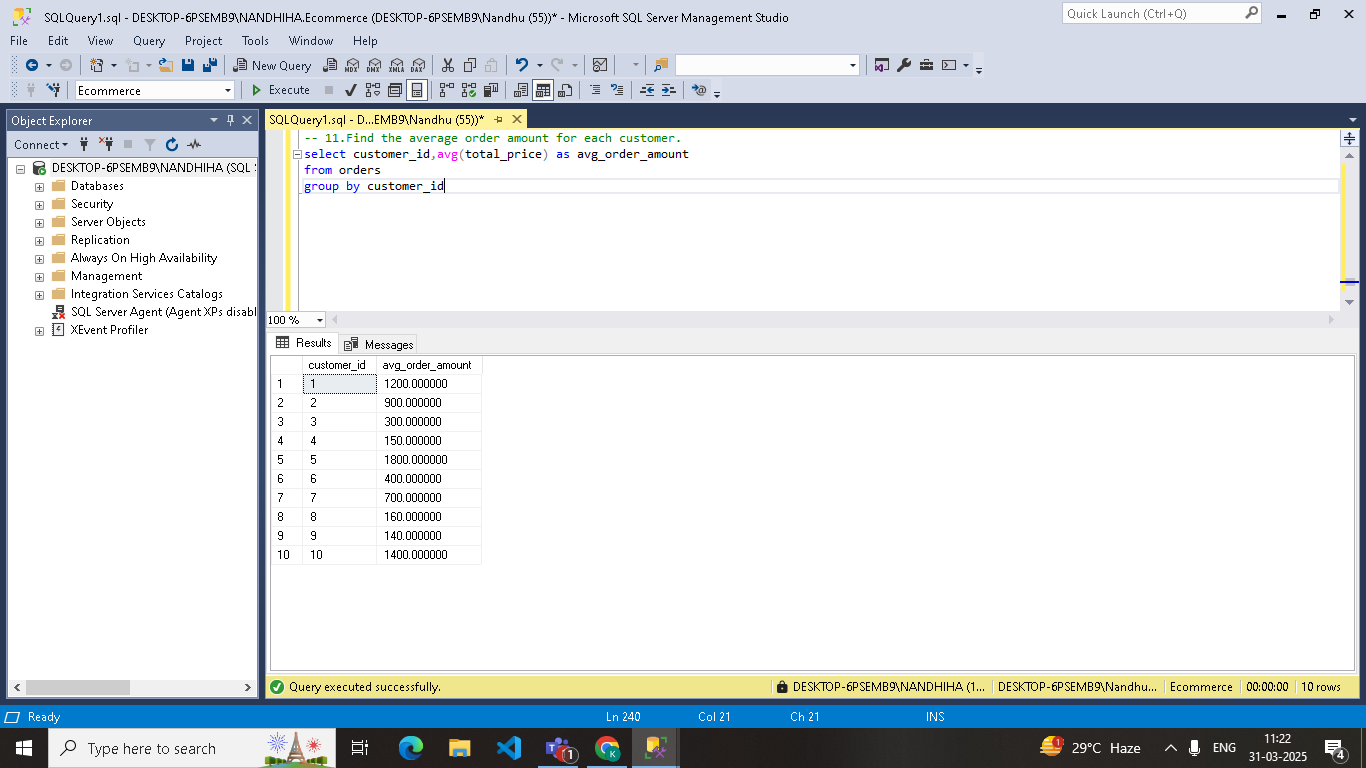 SQLQuery1.sql - DESKTOP-6PSEMB9\NANDHIHA.Ecommerce (DESKTOP-6PSEMB9\Nandhu (55))* - Microsoft SQL Server Management Studio
Quick Launch (Ctrl+Q)
File Edit View Query Project Tools Window Help
New Query MDX DMX XMLA DAX
Ecommerce Execute
Object Explorer
SQLQuery1.sql - D...EMB9\Nandhu (55))*
Connect
DESKTOP-6PSEMB9\NANDHIHA (SQL
Databases
Security
Server Objects
Replication
Always On High Availability
Management
Integration Services Catalogs
SQL Server Agent (Agent XPs disabl
XEvent Profiler
-- 11.Find the average order amount for each customer.
select customer_id,avg(total_price) as avg_order_amount
from orders
group by customer_id
100 %
Results Messages
customer_id avg_order_amount
1 1 1200.000000
2 2 900.000000
3 3 300.000000
4 4 150.000000
5 5 1800.000000
6 6 400.000000
7 7 700.000000
8 8 160.000000
9 9 140.000000
10 10 1400.000000
Query executed successfully.
DESKTOP-6PSEMB9\NANDHIHA (1... DESKTOP-6PSEMB9\Nandhu... Ecommerce 00:00:00 10 rows
Ready Ln 240 Col 21 Ch 21 INS
Type here to search
1
1
29°C Haze
ENG
11:22
31-03-2025
4